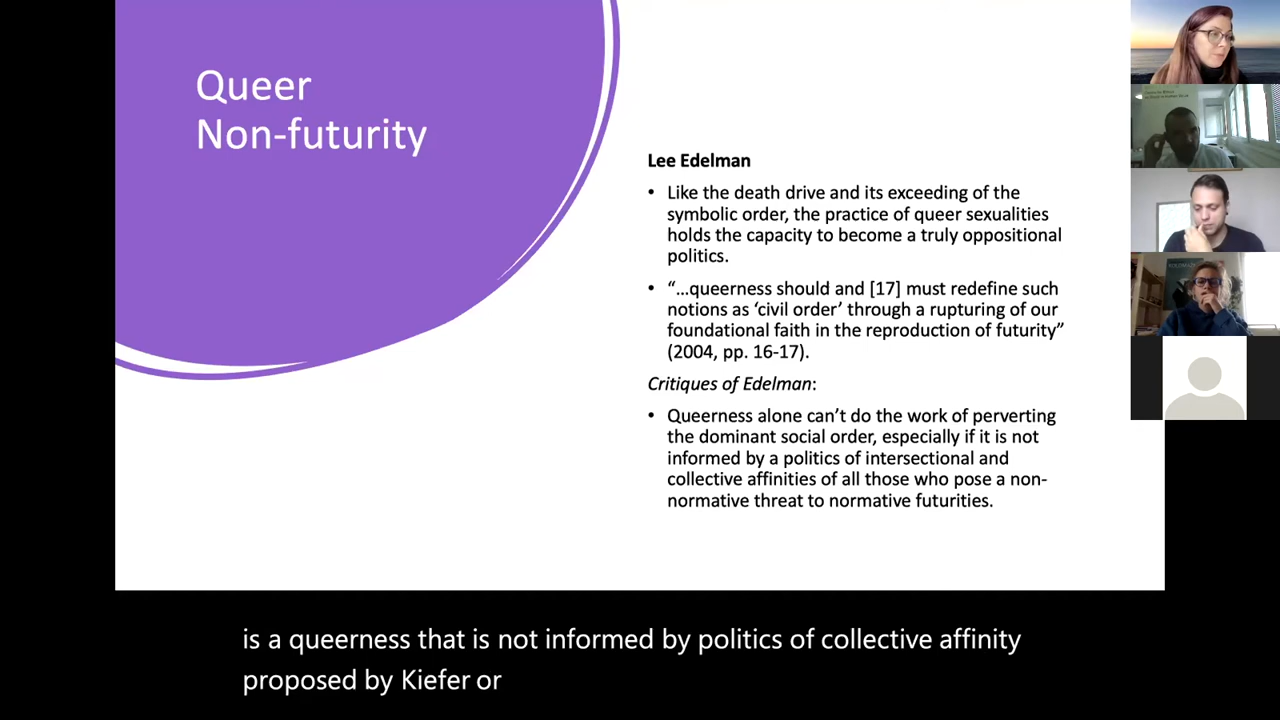 Queer
Non-futurity
Lee Edelman
• Like the death drive and its exceeding of the
symbolic order, the practice of queer sexualities
holds the capacity to become a truly oppositional
politics.
• “…queerness should and [17] must redefine such
notions as ‘civil order’ through a rupturing of our
foundational faith in the reproduction of futurity”
(2004, pp. 16-17).
Critiques of Edelman:
• Queerness alone can’t do the work of perverting
the dominant social order, especially if it is not
informed by a politics of intersectional and
collective affinities of all those who pose a non-
normative threat to normative futurities.
is a queerness that is not informed by politics of collective affinity
proposed by Kiefer or